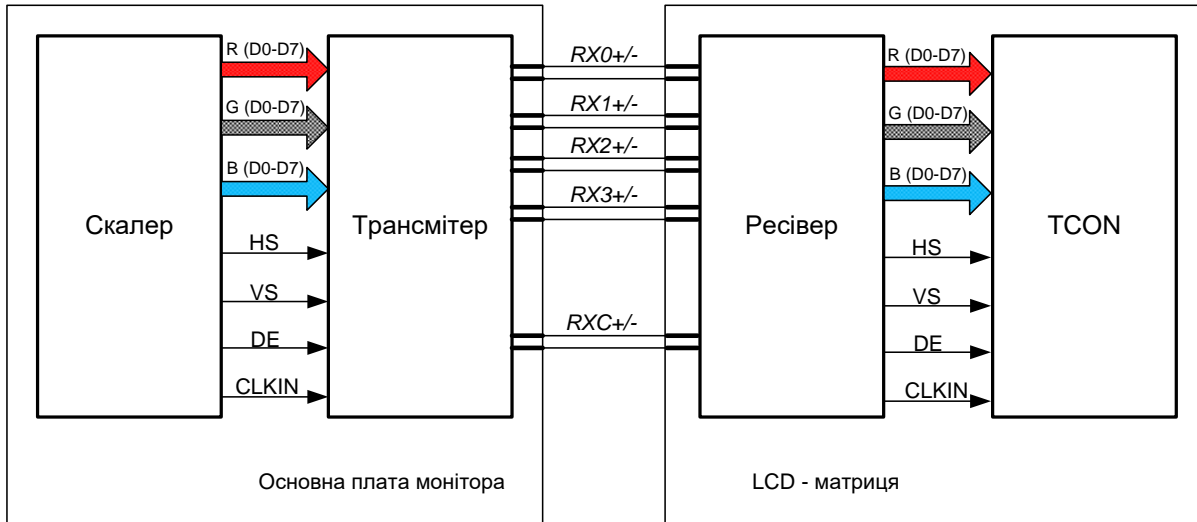 R (D0-D7)
G (D0-D7)
B (D0-D7)
Скалер
HS
VS
DE
CLKIN
Трансмітер
Основна плата монітора
RX0+/-
RX1+/-
RX2+/-
RX3+/-
RXC+/-
Ресівер
R (D0-D7)
G (D0-D7)
B (D0-D7)
HS
VS
DE
CLKIN
TCON
LCD - матриця